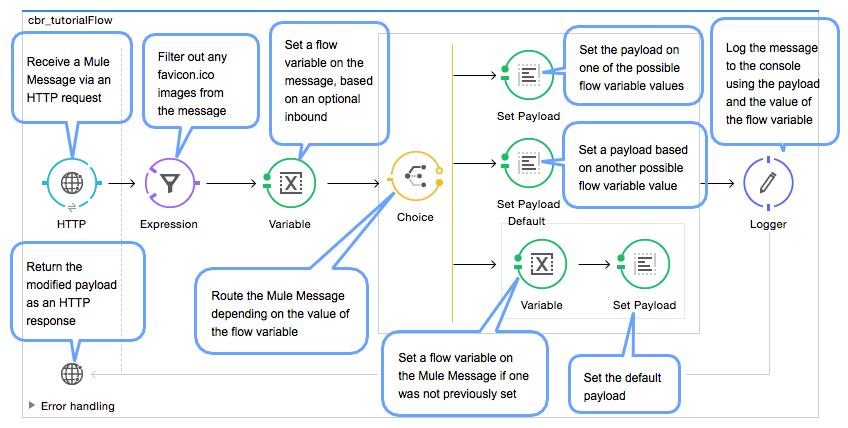 cbr_tutorialFlow
Receive a Mule
Message via an
HTTP request
Filter out any
favicon.ico
images from
the message
Set a flow
variable on the
message, based
on an optional
inbound
Set the payload on
one of the possible
flow variable values
Log the message
to the console
using the payload
and the value of
the flow variable
Set Payload
Set a payload based
on another possible
flow variable value
HTTP
Expression
Variable
Choice
Set Payload
Default
Logger
Return the
modified payload
as an HTTP
response
Route the Mule Message
depending on the value of
the flow variable
Variable
Set Payload
Set a flow variable on
the Mule Message if one
was not previously set
Set the default
payload
Error handling